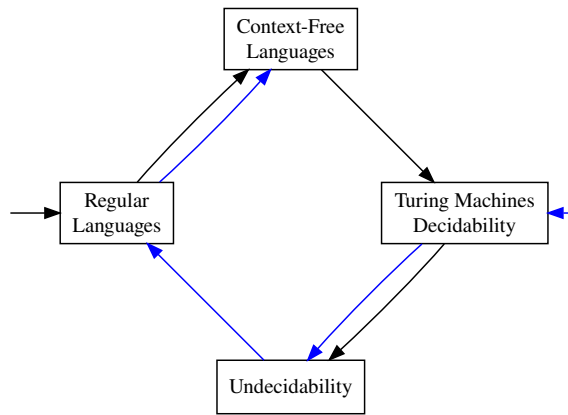 Context-Free
Languages
Regular
Languages
Turing Machines
Decidability
Undecidability